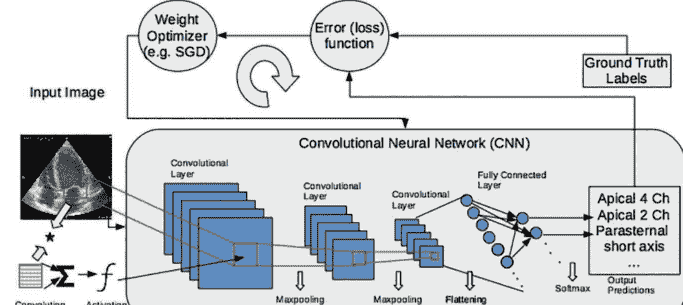 Weight
Optimizer
(e.g. SGD)
Error (loss)
function
Ground Truth
Labels
Input Image
Convolutional Neural Network (CNN)
Convolutional
Layer
Convolutional
Layer
Convolutional
Layer
Fully Connected
Layer
Apical 4 Ch
Apical 2 Ch
Parasternal
short axis
...
Σ
f
Convolution
Activation
Maxpooling
Maxpooling
Flattening
Softmax
Output
Predictions